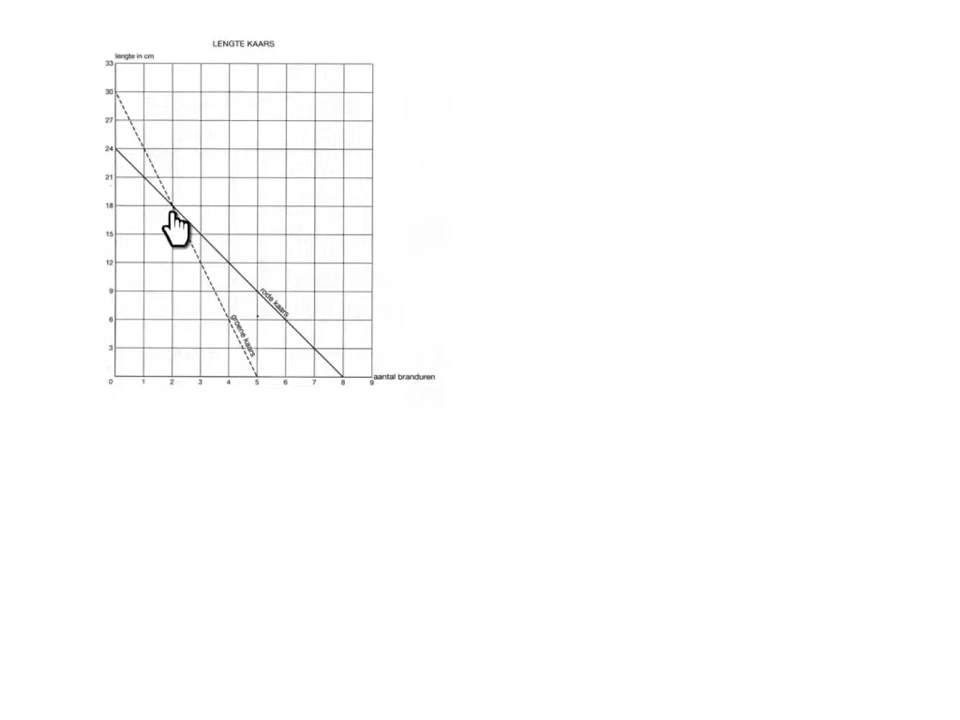 LENGTE KAARS
lengte in cm
33
30
27
24
21
18
15
12
9
6
3
rode kaars
groene kaars
0 1 2 3 4 5 6 7 8 9 aantal branduren